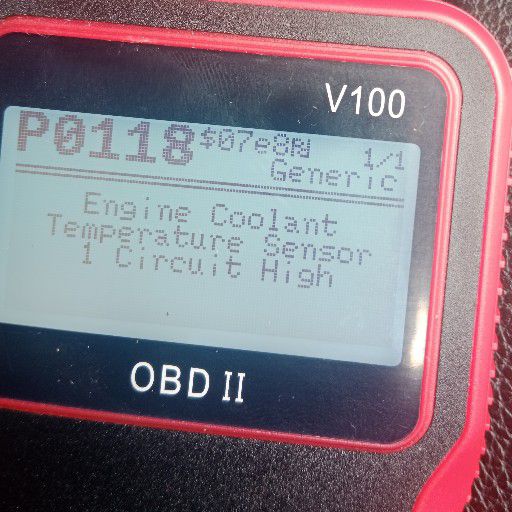 V100
P0118 $07e8N 1/1
Generic
Engine Coolant
Temperature Sensor
1 Circuit High
OBD II